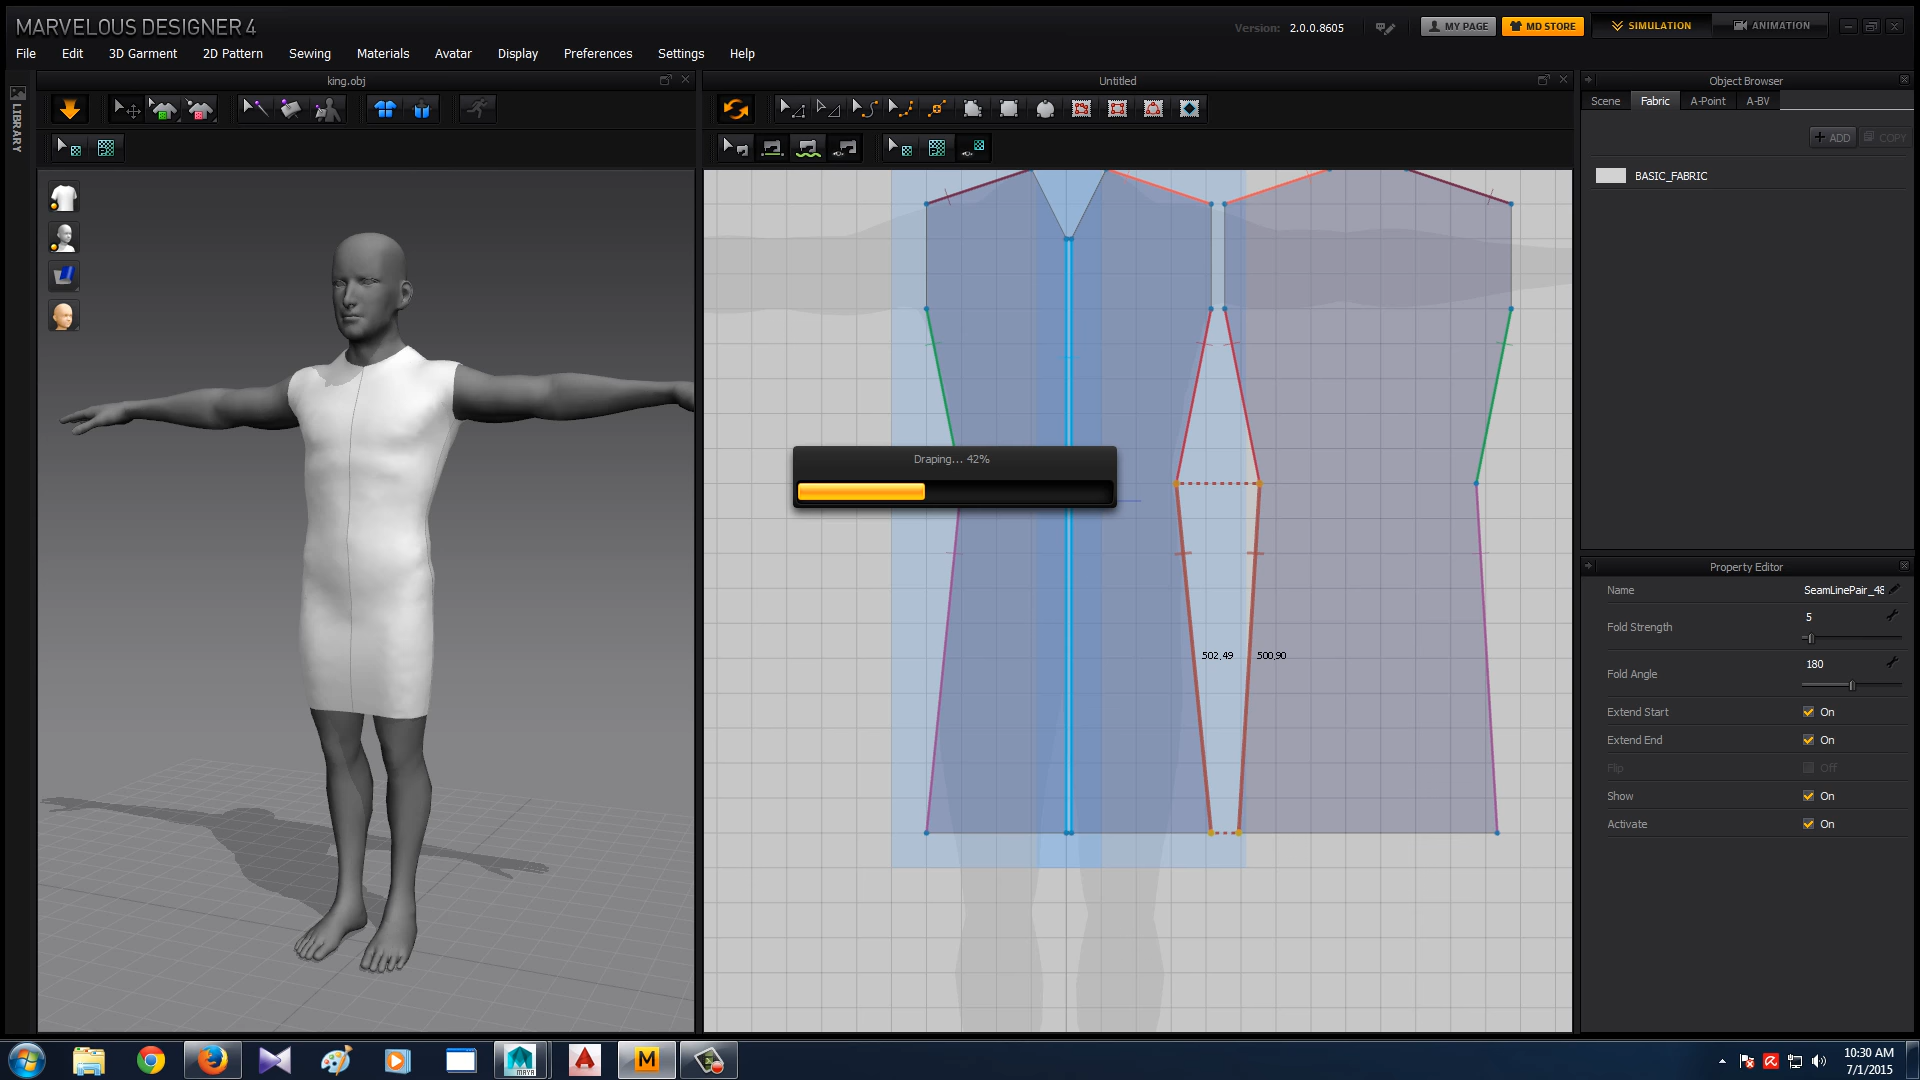 MARVELOUS DESIGNER 4
Version: 2.0.0.8605
MY PAGE
MD STORE
SIMULATION
ANIMATION
File Edit 3D Garment 2D Pattern Sewing Materials Avatar Display Preferences Settings Help
LIBRARY
king.obj
Untitled
Object Browser
Scene Fabric A-Point A-BV
ADD COPY
BASIC_FABRIC
Draping... 42%
502,49 500,90
Property Editor
Name SeamLinePair_48
Fold Strength 5
Fold Angle 180
Extend Start On
Extend End On
Flip Off
Show On
Activate On
MAYA
M
10:30 AM
7/1/2015